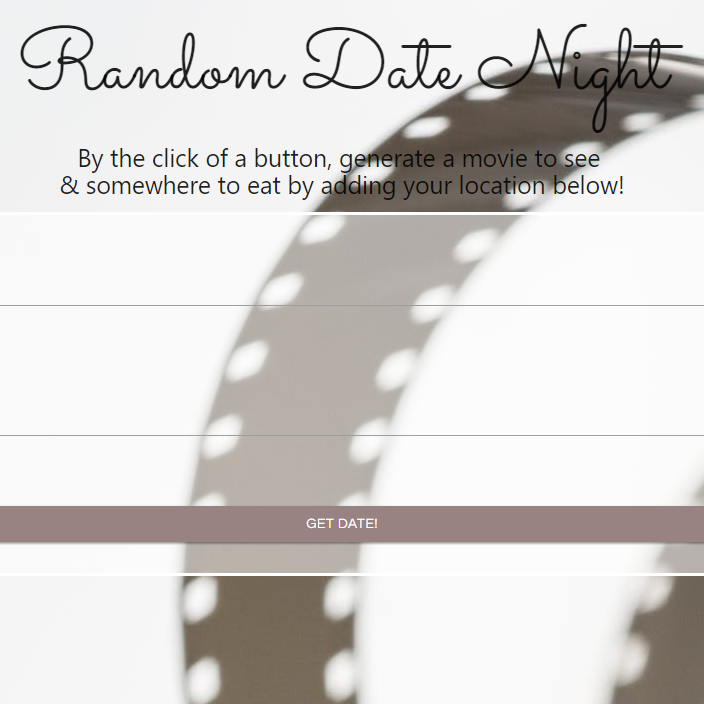 Random Date Night
By the click of a button, generate a movie to see
& somewhere to eat by adding your location below!
GET DATE!